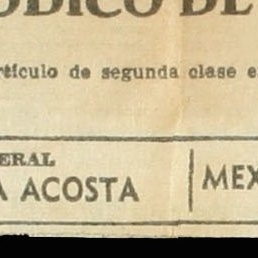 ÓDICO DE
rtículo de segunda clase e
ERAL
A ACOSTA
MEX